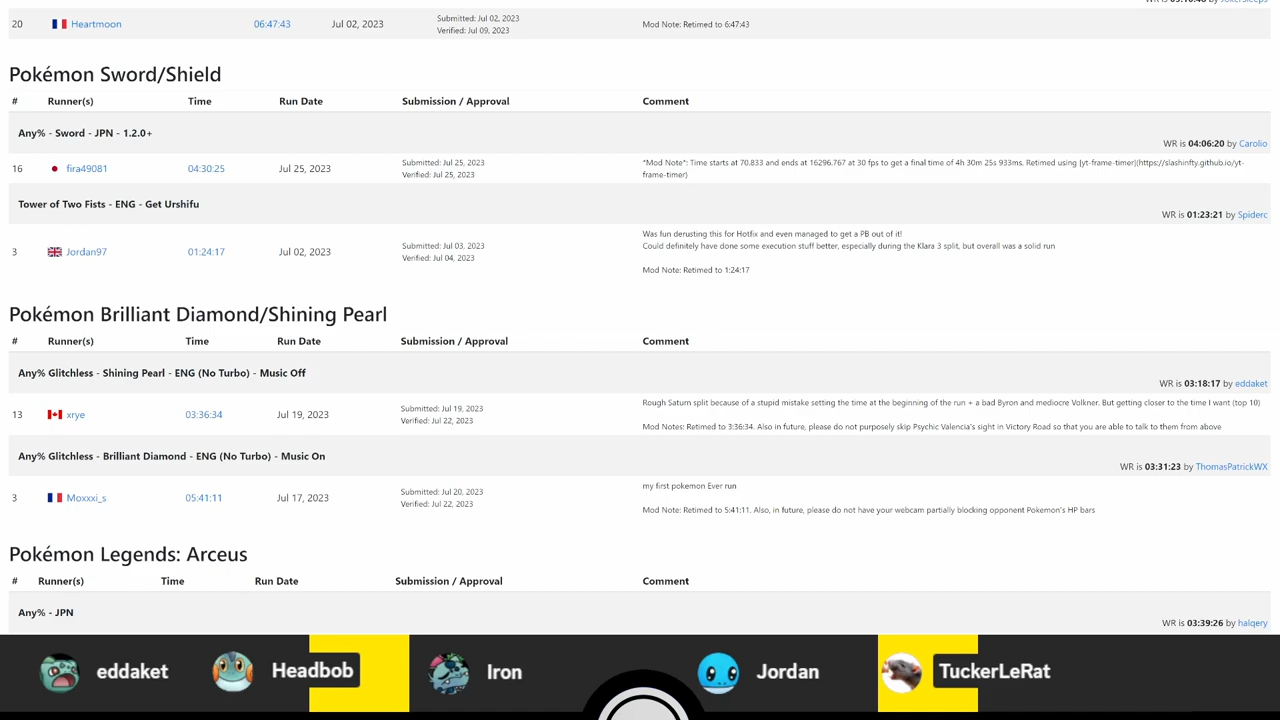 20 Heartmoon 06:47:43 Jul 02, 2023 Submitted: Jul 02, 2023 Mod Note: Retimed to 6:47:43
Verified: Jul 09, 2023
Pokémon Sword/Shield
# Runner(s) Time Run Date Submission / Approval Comment
Any% - Sword - JPN - 1.2.0+
WR is 04:06:20 by Carolio
16 fira49081 04:30:25 Jul 25, 2023 Submitted: Jul 25, 2023 *Mod Note*: Time starts at 70.833 and ends at 16296.767 at 30 fps to get a final time of 4h 30m 25s 933ms. Retimed using [yt-frame-timer](https://slashinfty.github.io/yt-
Verified: Jul 25, 2023 frame-timer)
Tower of Two Fists - ENG - Get Urshifu
WR is 01:23:21 by Spiderc
Was fun derusting this for Hotfix and even managed to get a PB out of it!
3 Jordan97 01:24:17 Jul 02, 2023 Submitted: Jul 03, 2023 Could definitely have done some execution stuff better, especially during the Klara 3 split, but overall was a solid run
Verified: Jul 04, 2023
Mod Note: Retimed to 1:24:17
Pokémon Brilliant Diamond/Shining Pearl
# Runner(s) Time Run Date Submission / Approval Comment
Any% Glitchless - Shining Pearl - ENG (No Turbo) - Music Off
WR is 03:18:17 by eddaket
Rough Saturn split because of a stupid mistake setting the time at the beginning of the run + a bad Byron and mediocre Volkner. But getting closer to the time I want (top 10)
13 xrye 03:36:34 Jul 19, 2023 Submitted: Jul 19, 2023
Verified: Jul 22, 2023 Mod Notes: Retimed to 3:36:34. Also in future, please do not purposely skip Psychic Valencia's sight in Victory Road so that you are able to talk to them from above
Any% Glitchless - Brilliant Diamond - ENG (No Turbo) - Music On
WR is 03:31:23 by ThomasPatrickWX
my first pokemon Ever run
3 Moxxxi_s 05:41:11 Jul 17, 2023 Submitted: Jul 20, 2023
Verified: Jul 22, 2023 Mod Note: Retimed to 5:41:11. Also, in future, please do not have your webcam partially blocking opponent Pokemon's HP bars
Pokémon Legends: Arceus
# Runner(s) Time Run Date Submission / Approval Comment
Any% - JPN
WR is 03:39:26 by halqery
eddaket Headbob Iron Jordan TuckerLeRat